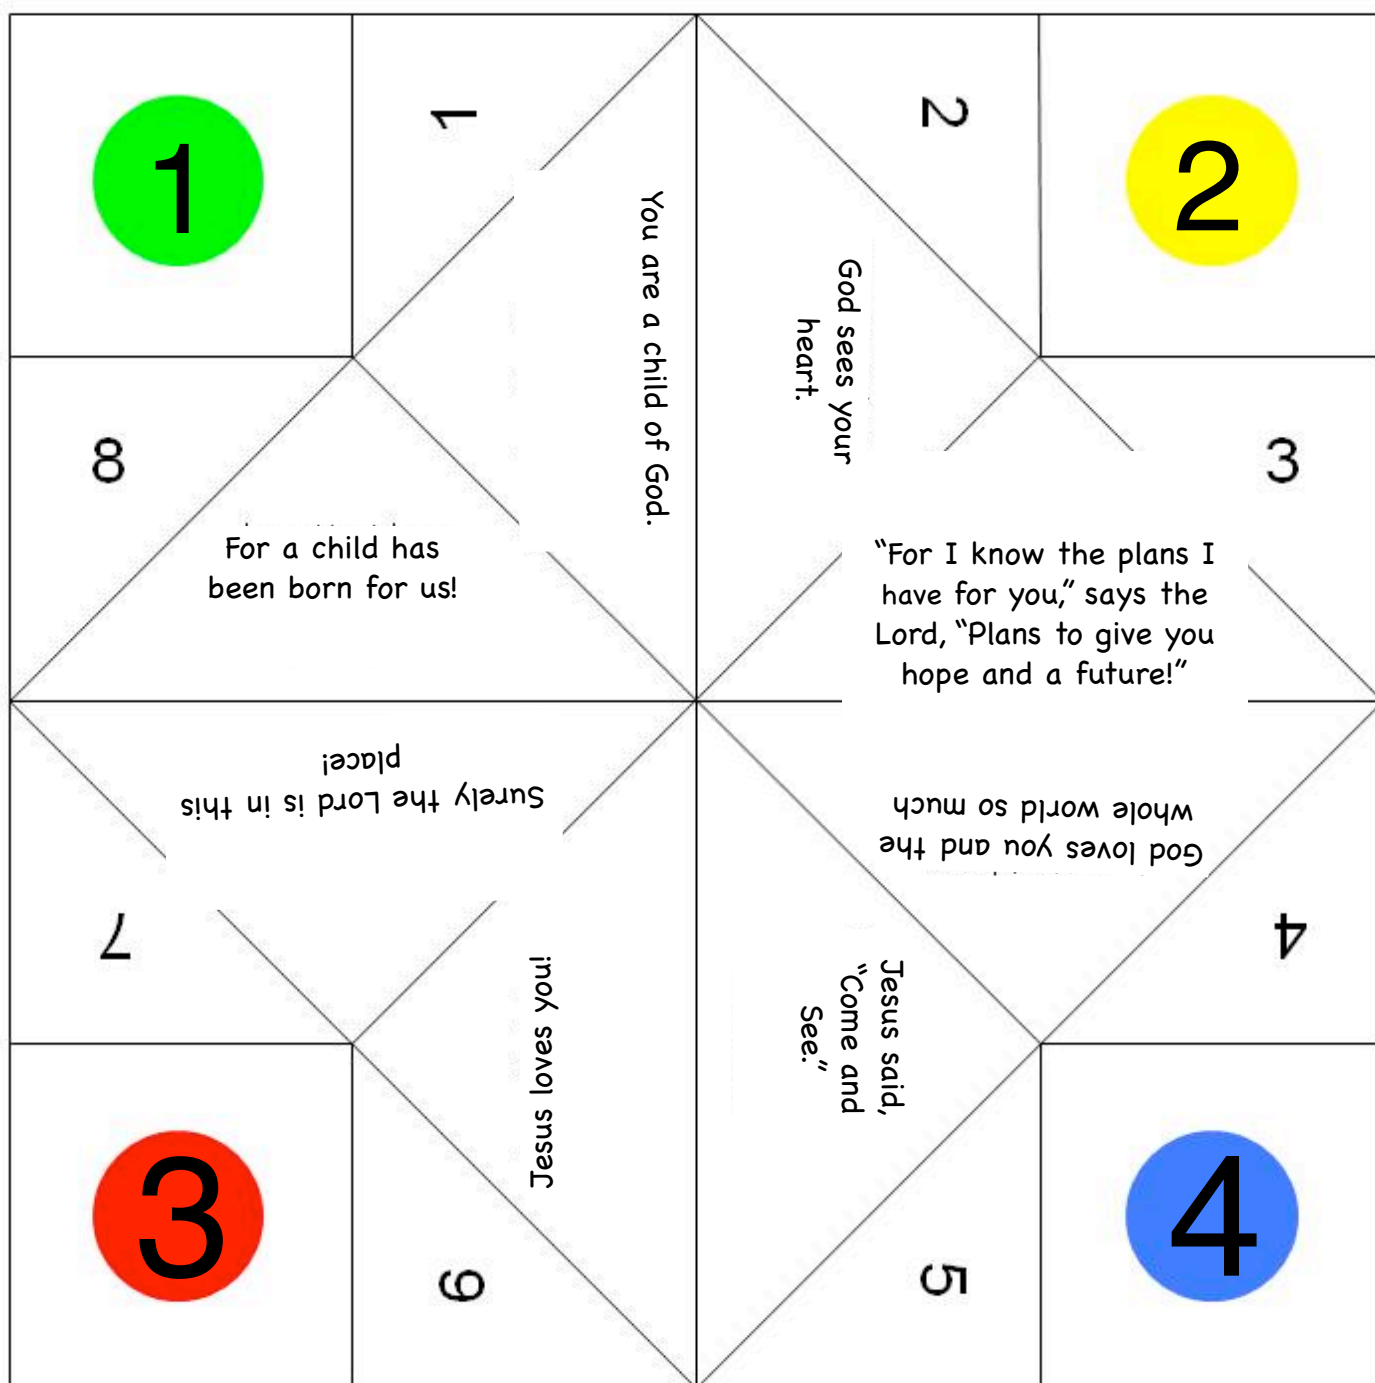 1
1
2
2
You are a child of God.
God sees your
heart.
8
3
For a child has
been born for us!
“For I know the plans I
have for you,” says the
Lord, “Plans to give you
hope and a future!”
Surely the Lord is in this
place!
God loves you and the
whole world so much
7
4
Jesus loves you!
Jesus said,
“Come and
See.”
3
6
5
4